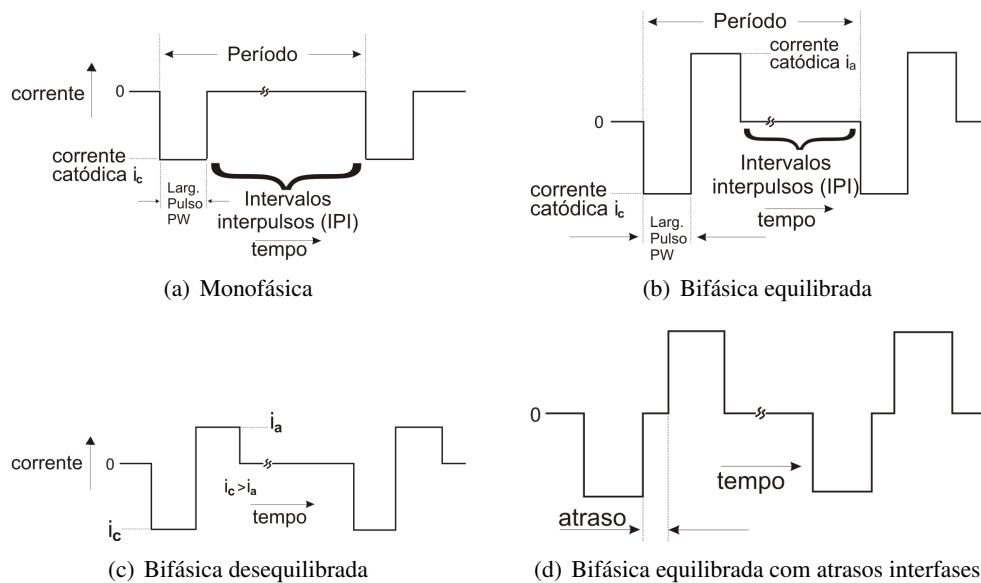 Período
corrente
0
corrente
catódica ic
Larg.
Pulso
PW
Intervalos
interpulsos (IPI)
tempo
(a) Monofásica
Período
corrente
catódica ia
0
Intervalos
interpulsos (IPI)
tempo
corrente
catódica ic
Larg.
Pulso
PW
(b) Bifásica equilibrada
ia
corrente
0
ic>ia
tempo
ic
(c) Bifásica desequilibrada
0
tempo
atraso
(d) Bifásica equilibrada com atrasos interfases